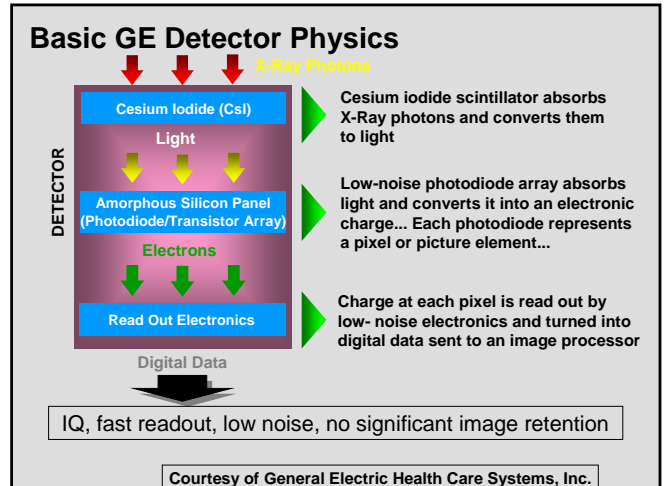 Basic GE Detector Physics
X-Ray Photons
Cesium Iodide (CsI)
Cesium iodide scintillator absorbs
X-Ray photons and converts them
to light
Light
DETECTOR
Amorphous Silicon Panel
(Photodiode/Transistor Array)
Low-noise photodiode array absorbs
light and converts it into an electronic
charge... Each photodiode represents
a pixel or picture element...
Electrons
Read Out Electronics
Charge at each pixel is read out by
low- noise electronics and turned into
digital data sent to an image processor
Digital Data
IQ, fast readout, low noise, no significant image retention
Courtesy of General Electric Health Care Systems, Inc.